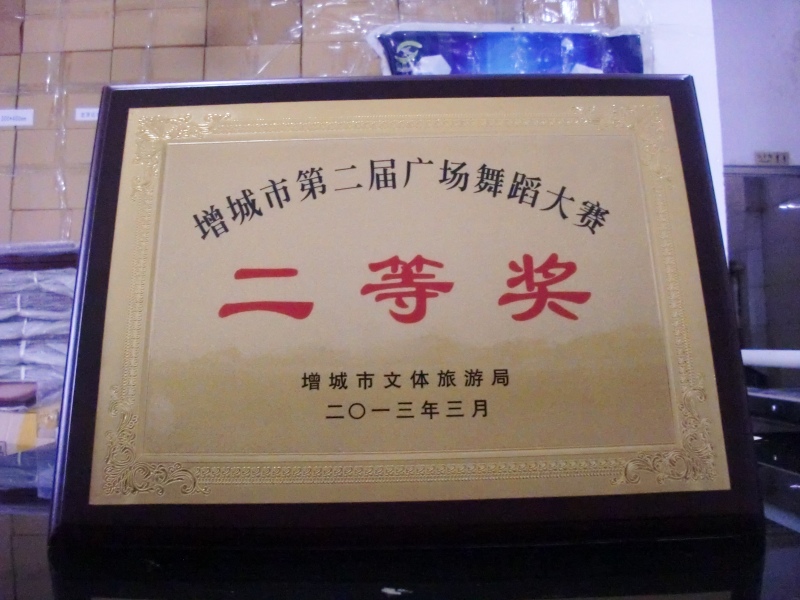 增城市第二届广场舞蹈大赛
二等奖
增城市文体旅游局
二〇一三年三月